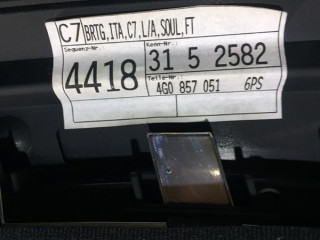 C7 BRTG,ITA,C7,L/A,SOUL,FT
Sequenz-Nr. Kenn-Nr.
4418 31 5 2582
Teile-Nr
4G0 857 051 6PS